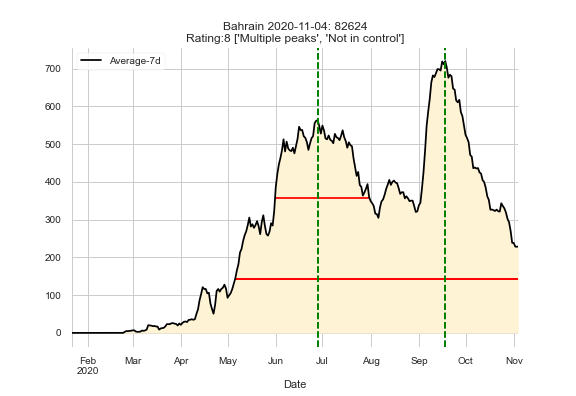 Bahrain 2020-11-04: 82624
Rating:8 ['Multiple peaks', 'Not in control']
Average-7d
700
600
500
400
300
200
100
0
Feb Mar Apr May Jun Jul Aug Sep Oct Nov
2020
Date